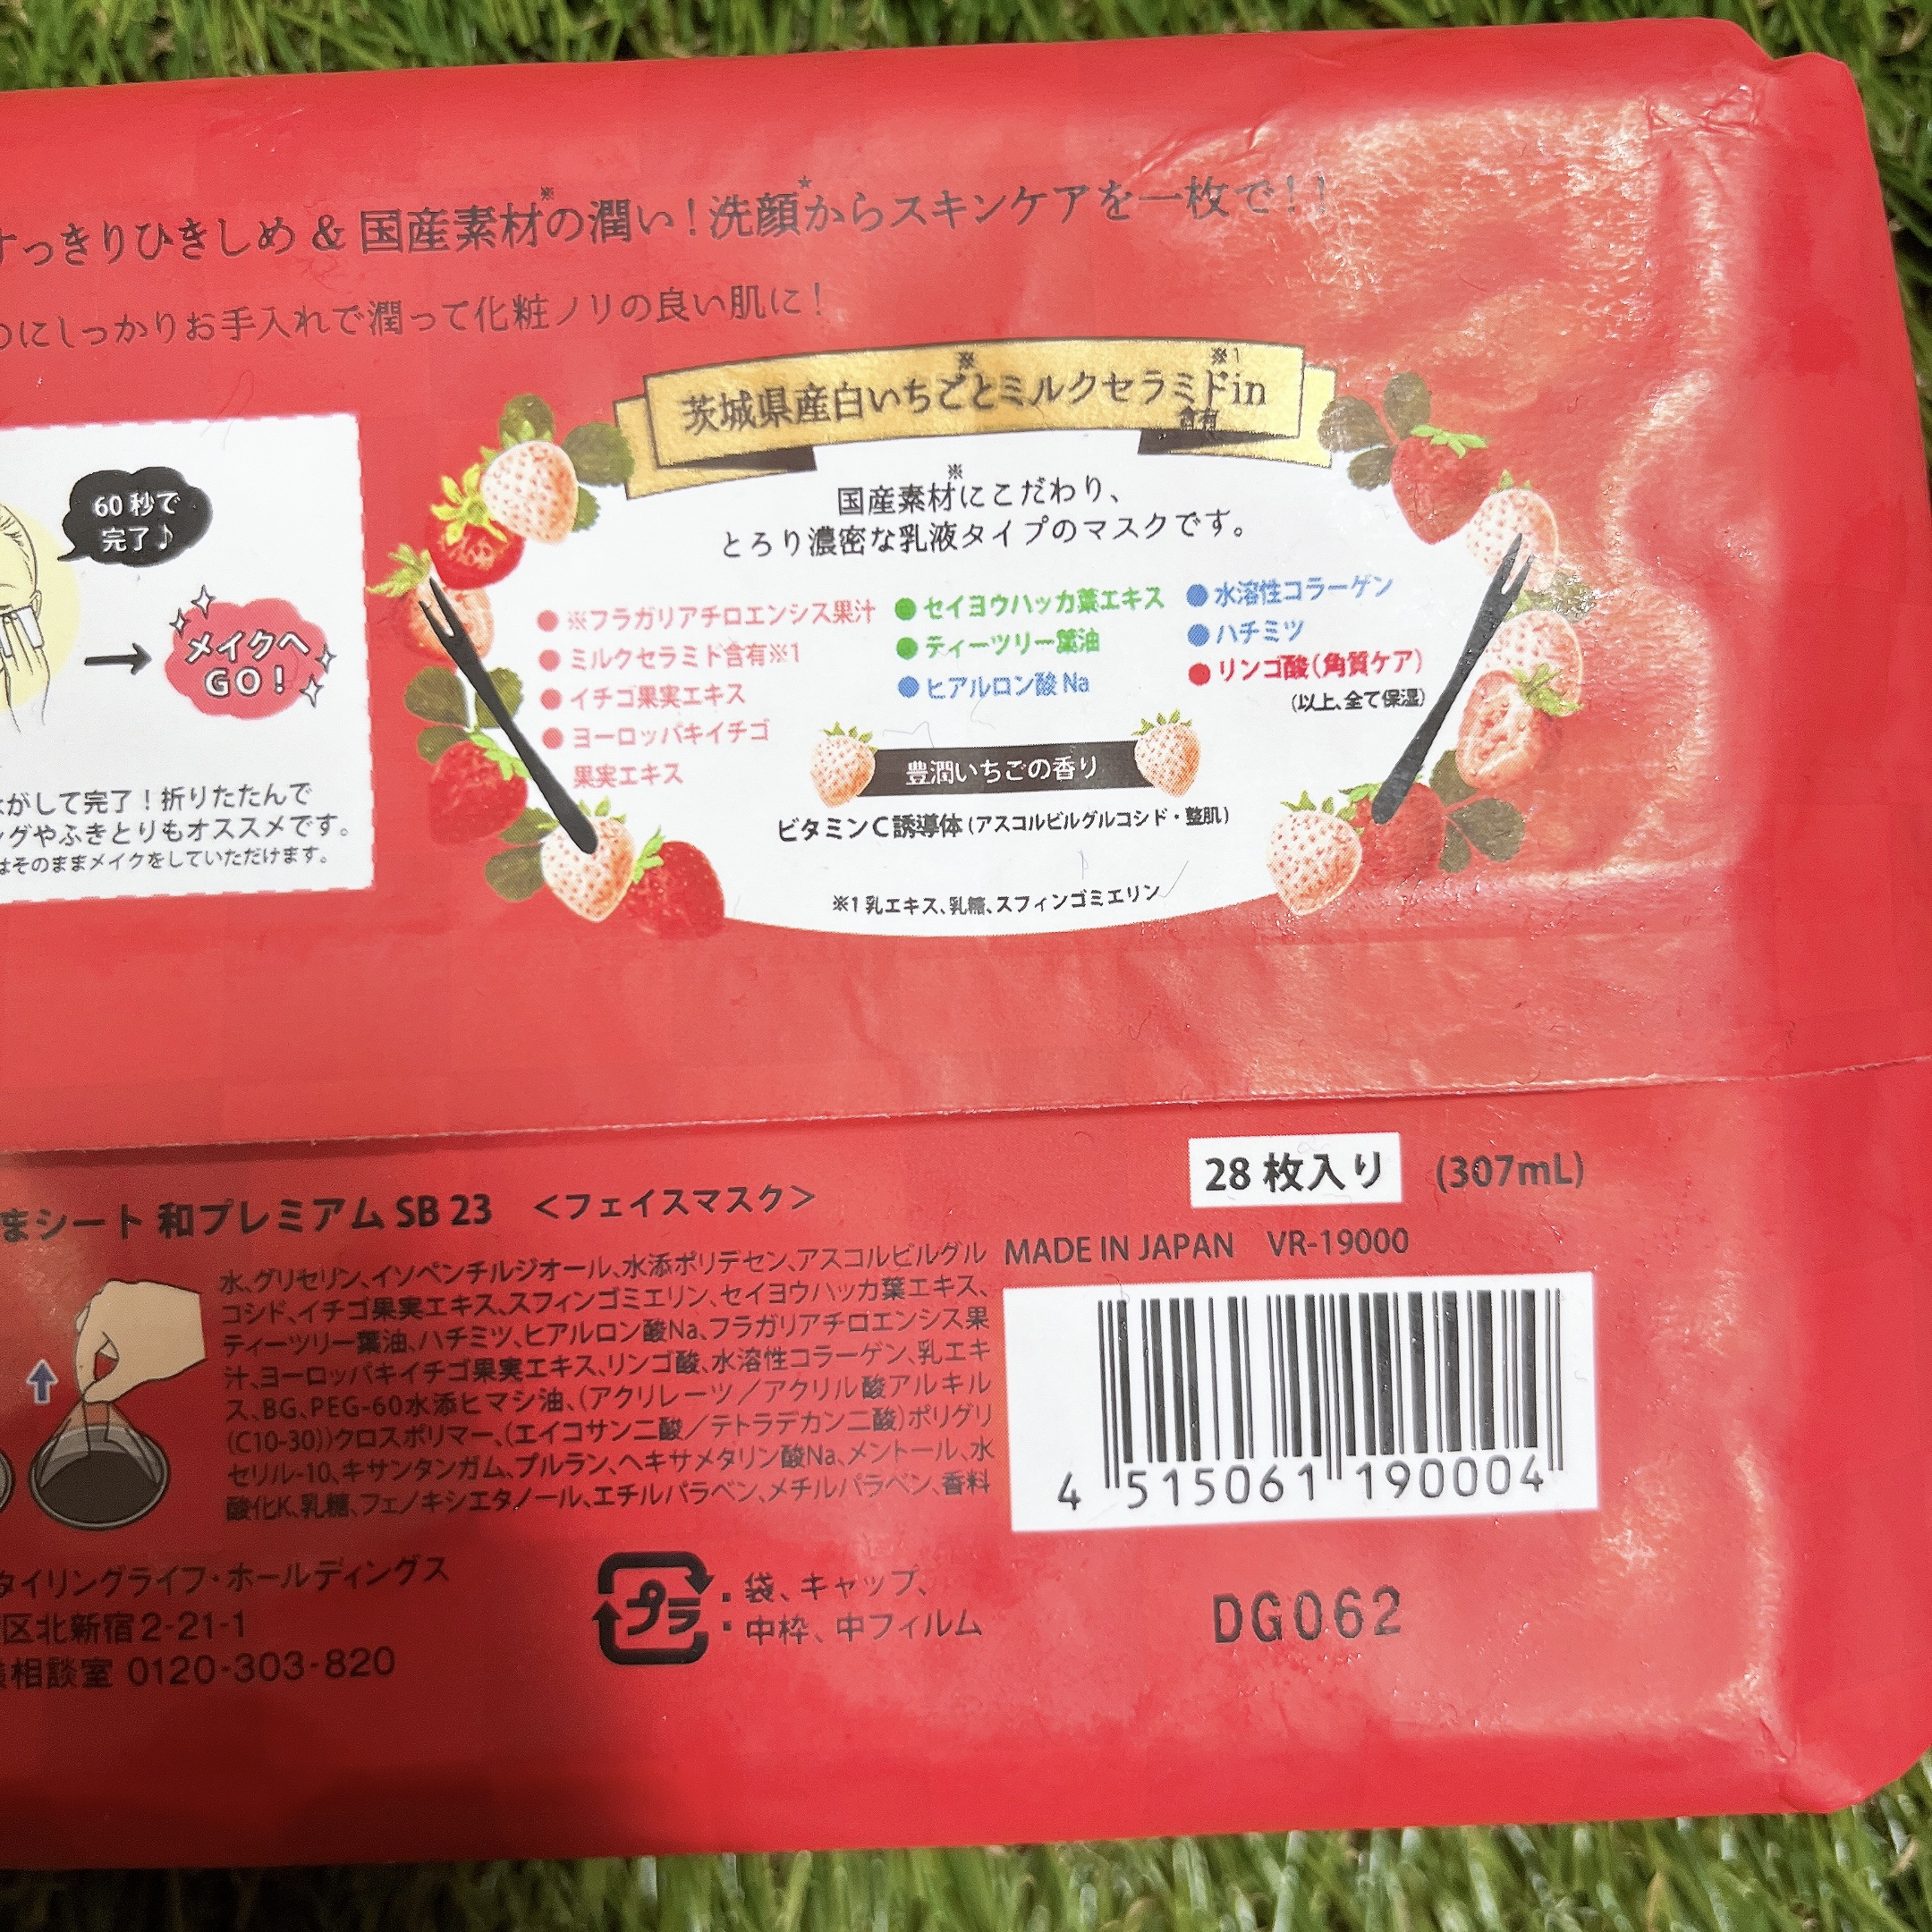 すっきりひきしめ & 国産素材※の潤い！洗顔*からスキンケアを一枚で！！
にしっかりお手入れで潤って化粧ノリの良い肌に！
60秒で
完了♪
メイクへ
GO！
がして完了！折りたたんで
グやふきとりもオススメです。
はそのままメイクをしていただけます。
茨城県産白いちご※とミルクセラミド※1in
含有
国産素材※にこだわり、
とろり濃密な乳液タイプのマスクです。
●※フラガリアチロエンシス果汁
●ミルクセラミド含有※1
●イチゴ果実エキス
●ヨーロッパキイチゴ
果実エキス
●セイヨウハッカ葉エキス
●ティーツリー葉油
●ヒアルロン酸Na
●水溶性コラーゲン
●ハチミツ
●リンゴ酸（角質ケア）
（以上、全て保湿）
豊潤いちごの香り
ビタミンC誘導体（アスコルビルグルコシド・整肌）
※1 乳エキス、乳糖、スフィンゴミエリン
まシート 和プレミアム SB 23 ＜フェイスマスク＞
水、グリセリン、イソペンチルジオール、水添ポリデセン、アスコルビルグル
コシド、イチゴ果実エキス、スフィンゴミエリン、セイヨウハッカ葉エキス、
ティーツリー葉油、ハチミツ、ヒアルロン酸Na、フラガリアチロエンシス果
汁、ヨーロッパキイチゴ果実エキス、リンゴ酸、水溶性コラーゲン、乳エキ
ス、BG、PEG-60水添ヒマシ油、（アクリレーツ／アクリル酸アルキル
(C10-30)）クロスポリマー、（エイコサン二酸／テトラデカン二酸）ポリグリ
セリル-10、キサンタンガム、プルラン、ヘキサメタリン酸Na、メントール、水
酸化K、乳糖、フェノキシエタノール、エチルパラベン、メチルパラベン、香料
28 枚入り (307mL)
MADE IN JAPAN VR-19000
4 515061 190004
タイリングライフ・ホールディングス
区北新宿2-21-1
相談室 0120-303-820
プラ
：袋、キャップ、
：中枠、中フィルム
DG062